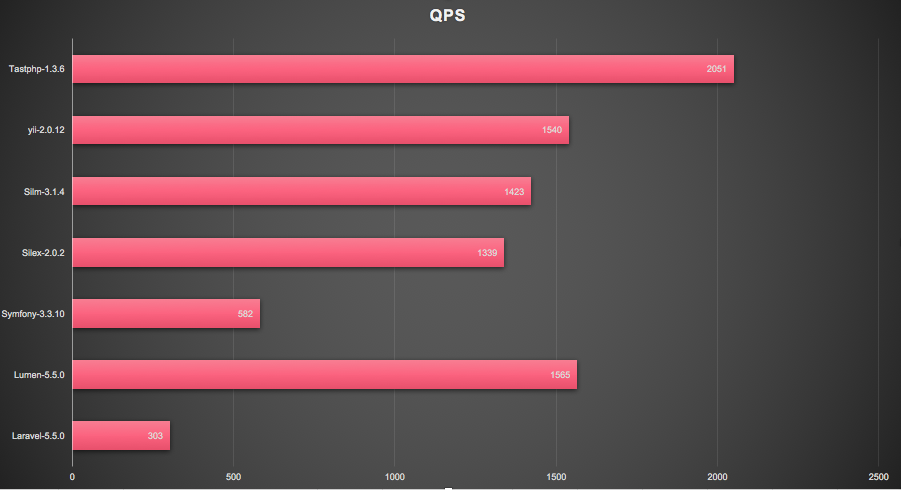 QPS
Tastphp-1.3.6 2051
yii-2.0.12 1540
Silm-3.1.4 1423
Silex-2.0.2 1339
Symfony-3.3.10 582
Lumen-5.5.0 1565
Laravel-5.5.0 303
0 500 1000 1500 2000 2500